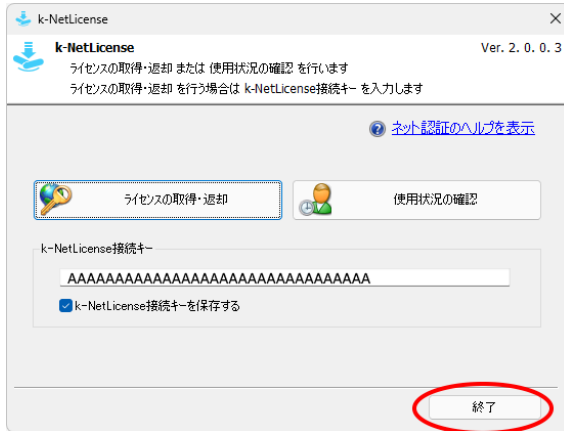 k-NetLicense
k-NetLicense Ver. 2. 0. 0. 3
ライセンスの取得・返却 または 使用状況の確認 を行います
ライセンスの取得・返却 を行う場合は k-NetLicense接続キー を入力します
ネット認証のヘルプを表示
ライセンスの取得・返却 使用状況の確認
k-NetLicense接続キー
AAAAAAAAAAAAAAAAAAAAAAAAAAAAAAAA
k-NetLicense接続キーを保存する
終了